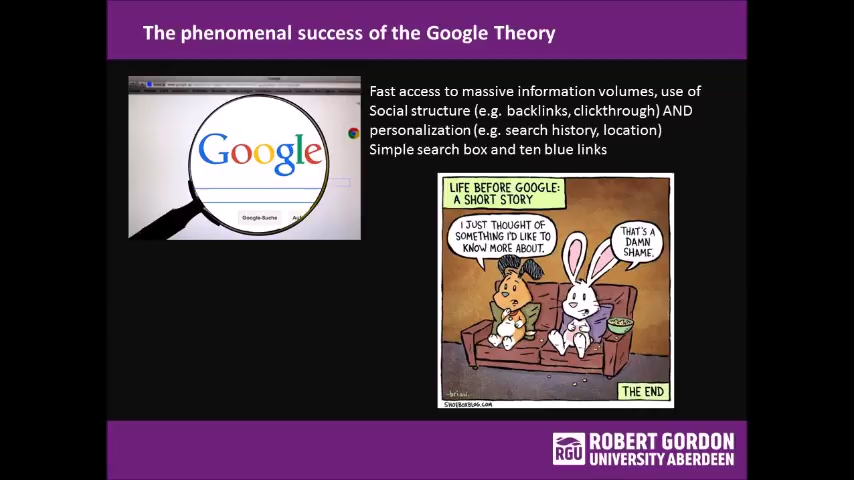 The phenomenal success of the Google Theory
Google
Google-Suche
Fast access to massive information volumes, use of
Social structure (e.g. backlinks, clickthrough) AND
personalization (e.g. search history, location)
Simple search box and ten blue links
LIFE BEFORE GOOGLE:
A SHORT STORY
I JUST THOUGHT OF
SOMETHING I'D LIKE TO
KNOW MORE ABOUT.
THAT'S A
DAMN
SHAME.
THE END
SHOEBOXBLOG.COM
RGU
ROBERT GORDON
UNIVERSITY ABERDEEN